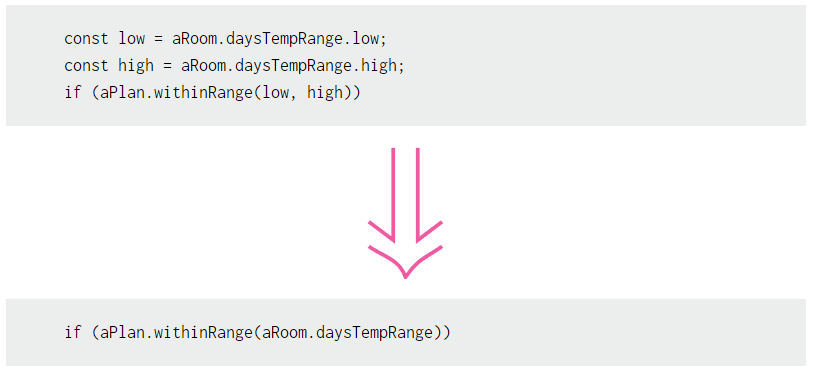 const low = aRoom.daysTempRange.low;
const high = aRoom.daysTempRange.high;
if (aPlan.withinRange(low, high))
if (aPlan.withinRange(aRoom.daysTempRange))